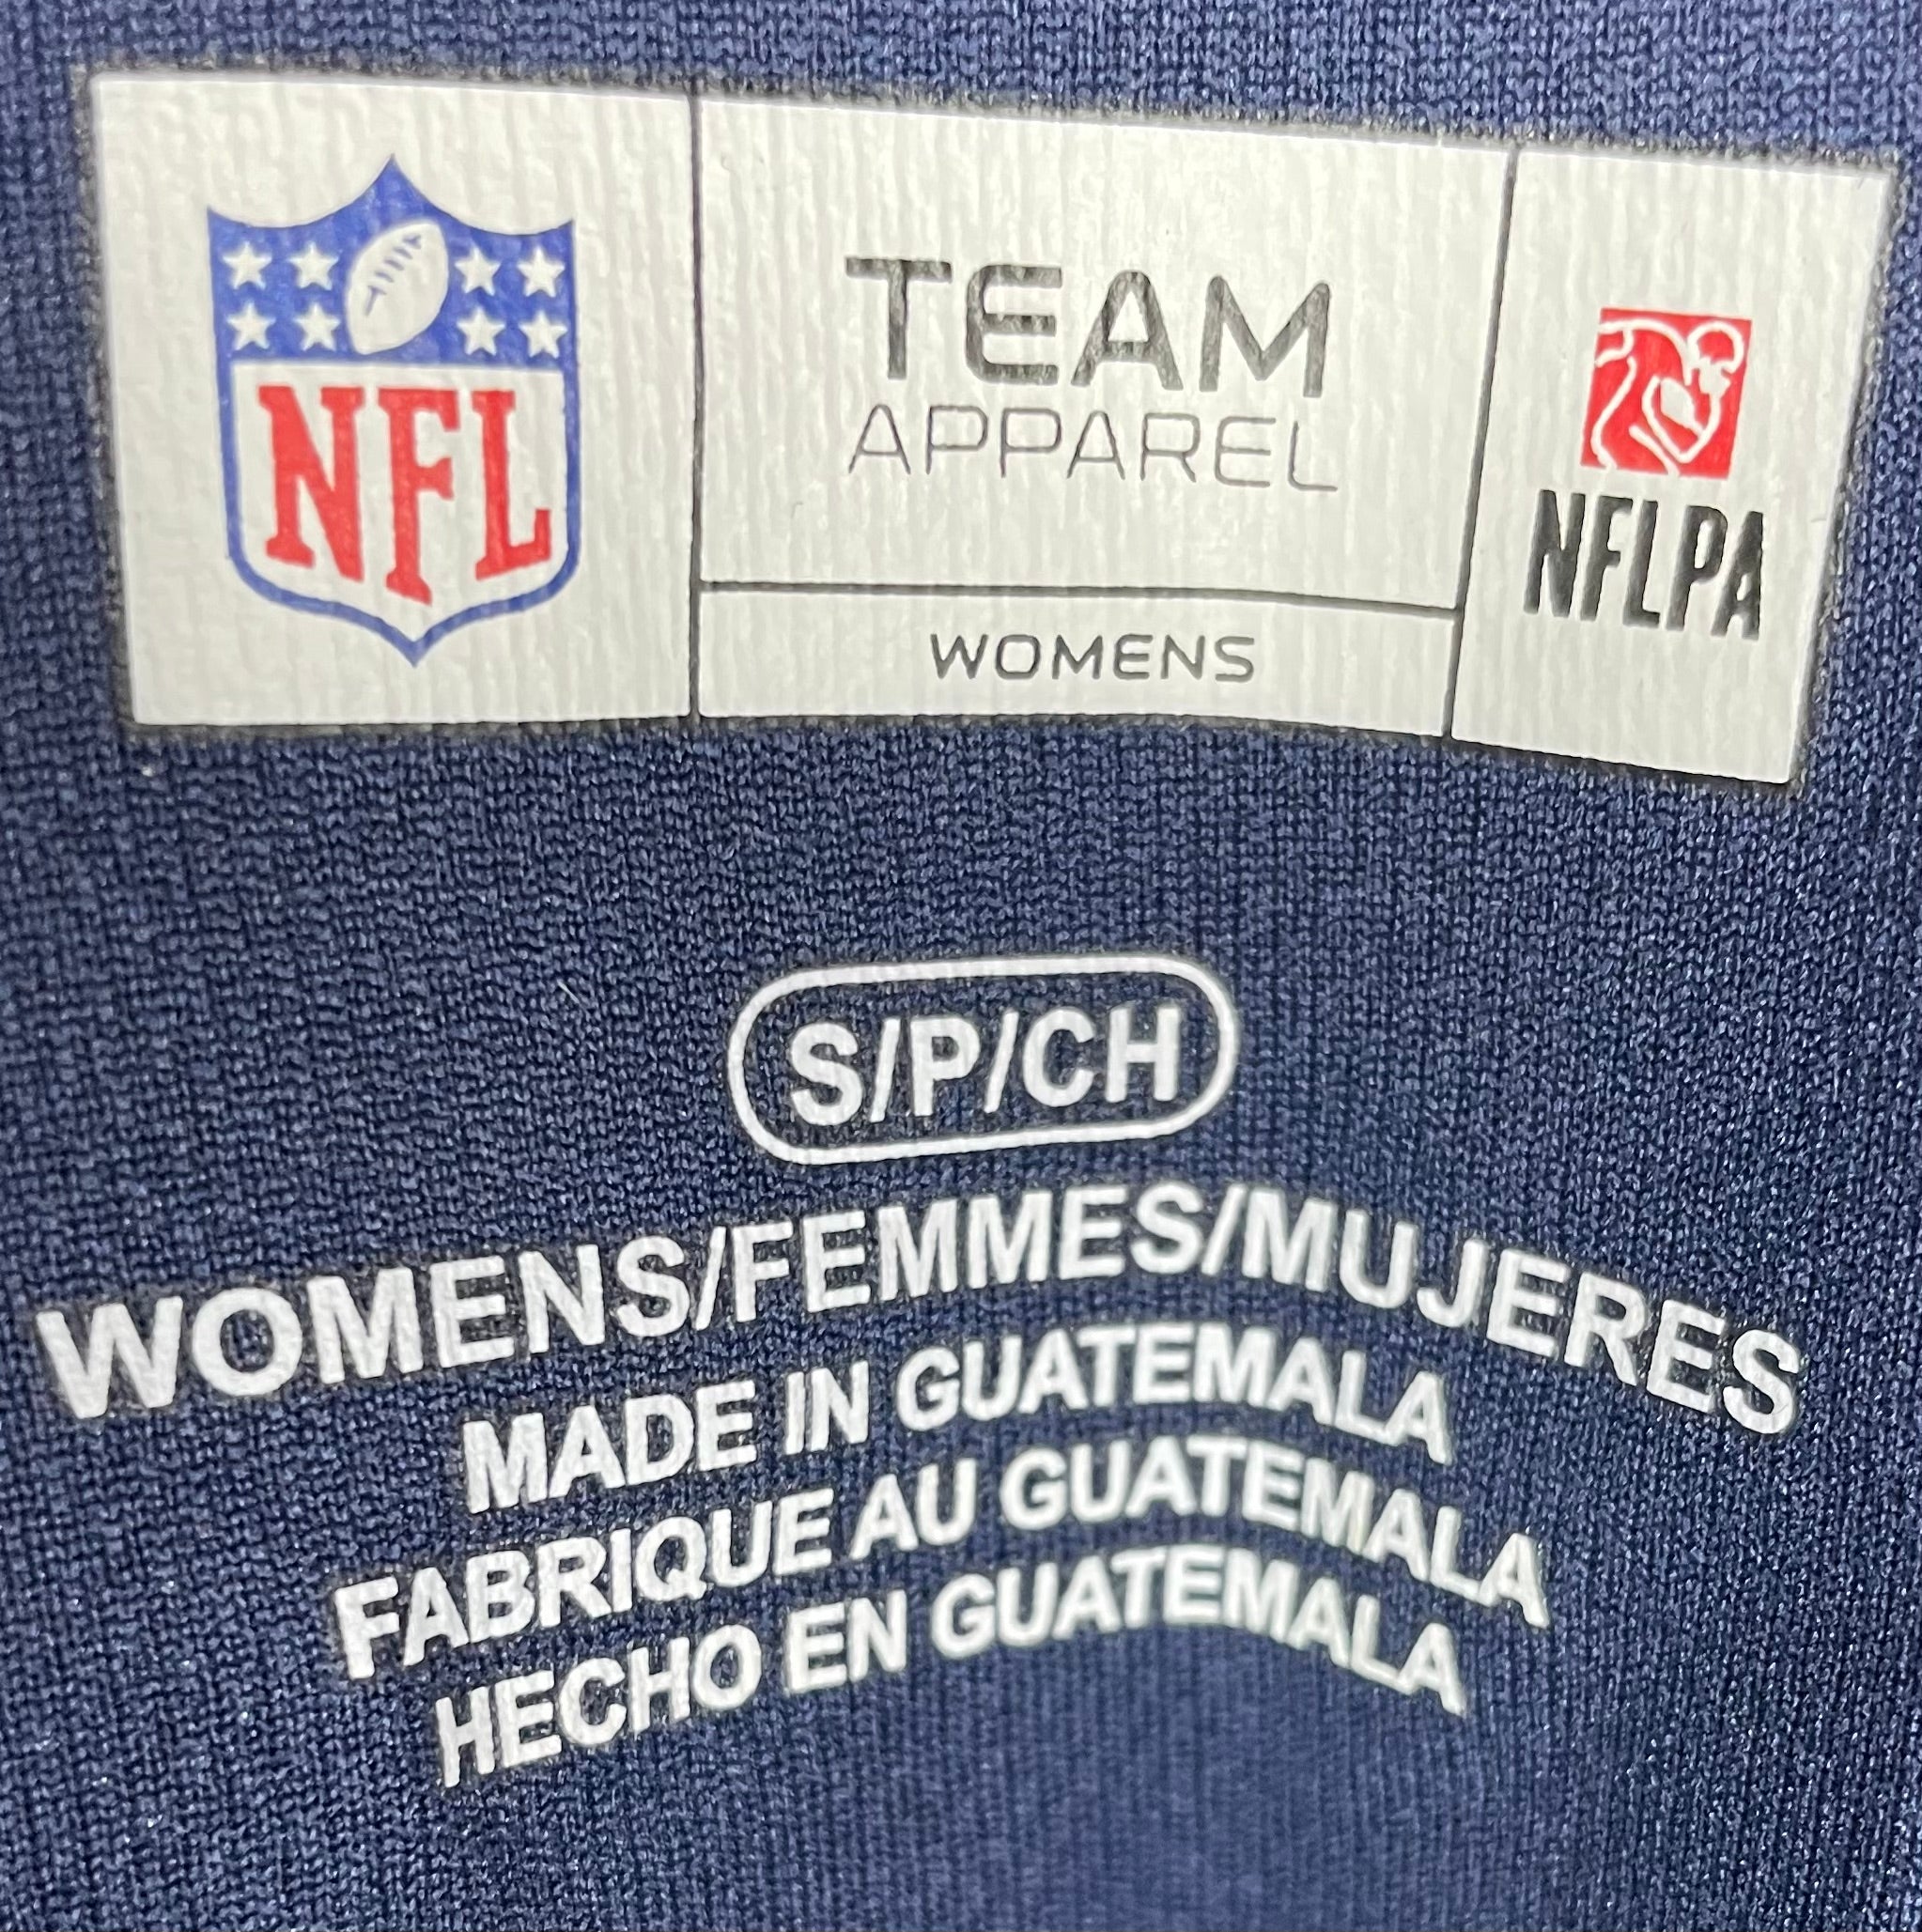 NFL
TEAM
APPAREL
WOMENS
NFLPA
S/P/CH
WOMENS/FEMMES/MUJERES
MADE IN GUATEMALA
FABRIQUE AU GUATEMALA
HECHO EN GUATEMALA